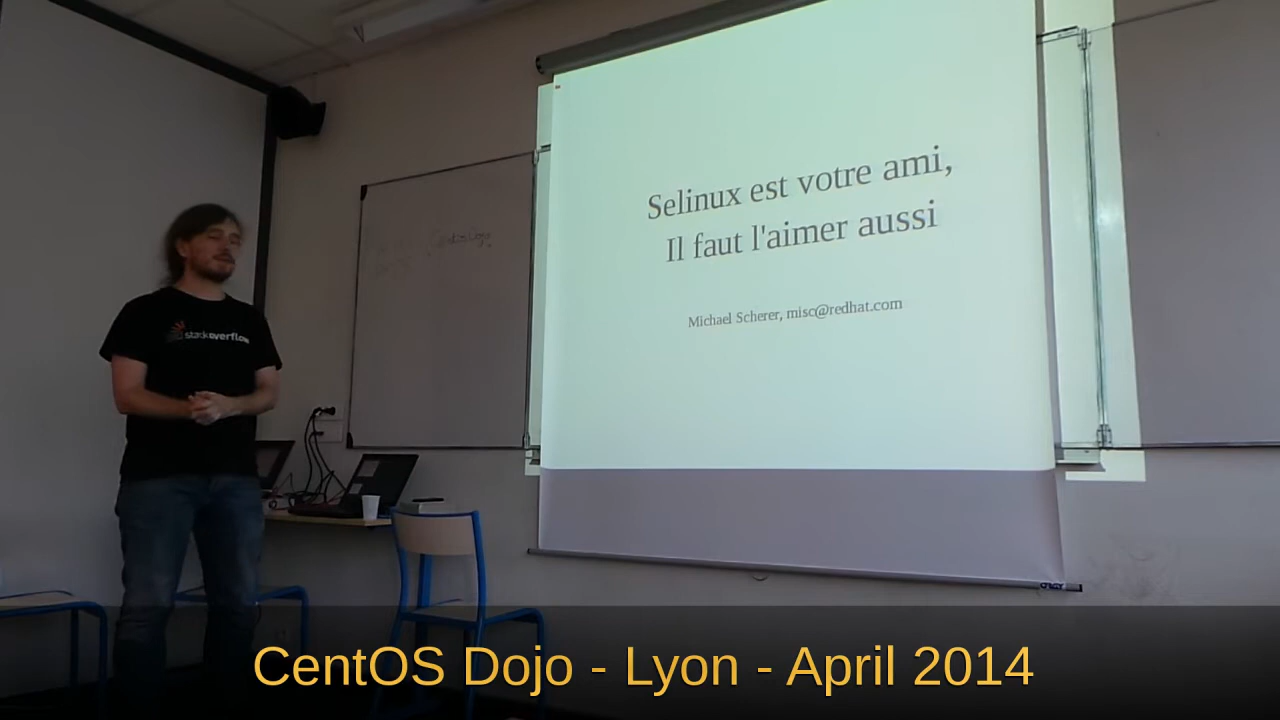 Selinux est votre ami,
Il faut l'aimer aussi
Michael Scherer, misc@redhat.com
stackoverflow
CentOS Dojo - Lyon - April 2014